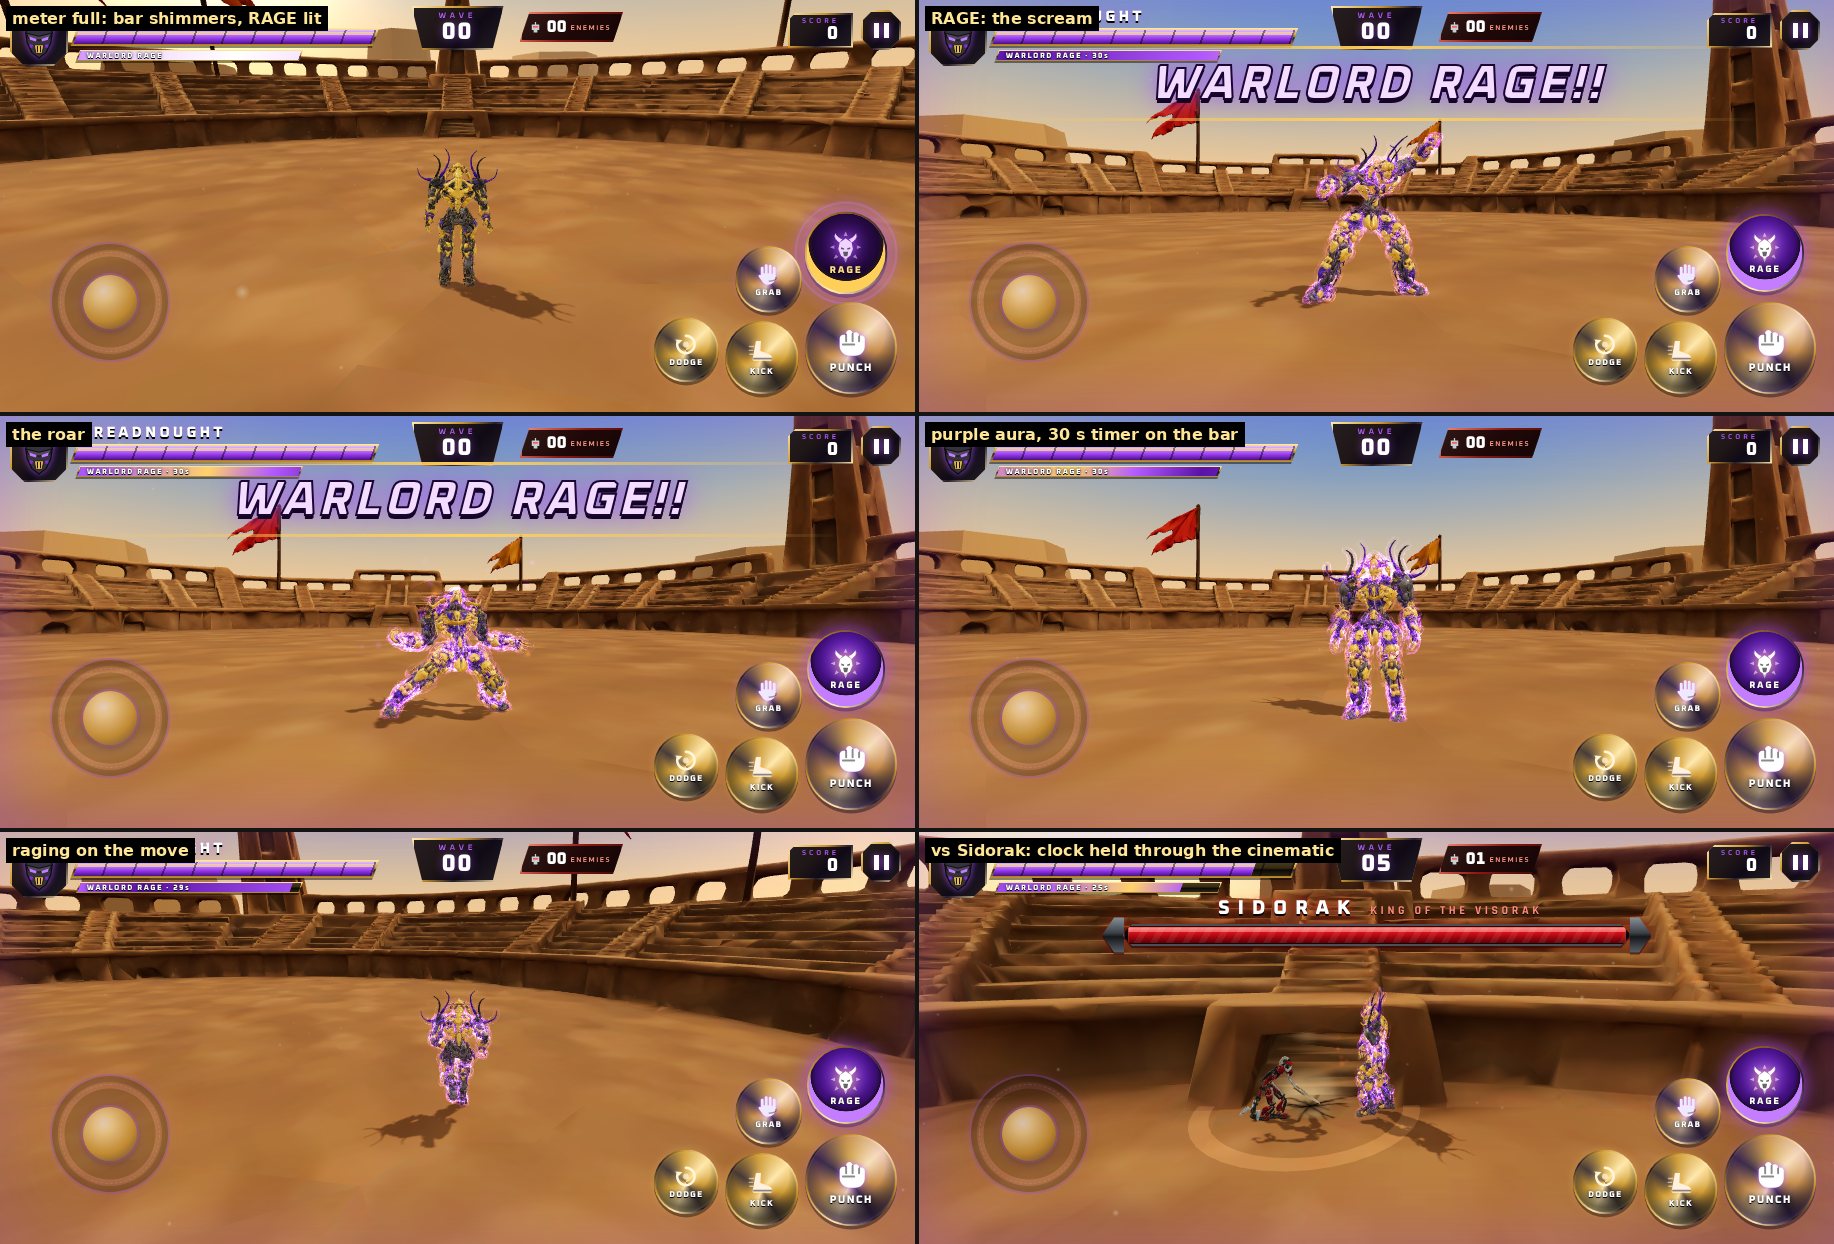 meter full: bar shimmers, RAGE lit
WARLORD RAGE
WAVE
00
00 ENEMIES
SCORE
0
RAGE
GRAB
DODGE
KICK
PUNCH
RAGE: the scream
UGHT
WARLORD RAGE · 30s
WAVE
00
00 ENEMIES
SCORE
0
WARLORD RAGE!!
RAGE
GRAB
DODGE
KICK
PUNCH
the roar
READNOUGHT
WARLORD RAGE · 30s
WAVE
00
00 ENEMIES
SCORE
0
WARLORD RAGE!!
RAGE
GRAB
DODGE
KICK
PUNCH
purple aura, 30 s timer on the bar
WARLORD RAGE · 30s
WAVE
00
00 ENEMIES
SCORE
0
RAGE
GRAB
DODGE
KICK
PUNCH
raging on the move
HT
WARLORD RAGE · 29s
WAVE
00
00 ENEMIES
SCORE
0
RAGE
GRAB
DODGE
KICK
PUNCH
vs Sidorak: clock held through the cinematic
WARLORD RAGE · 25s
WAVE
05
01 ENEMIES
SCORE
0
SIDORAK KING OF THE VISORAK
RAGE
GRAB
DODGE
KICK
PUNCH